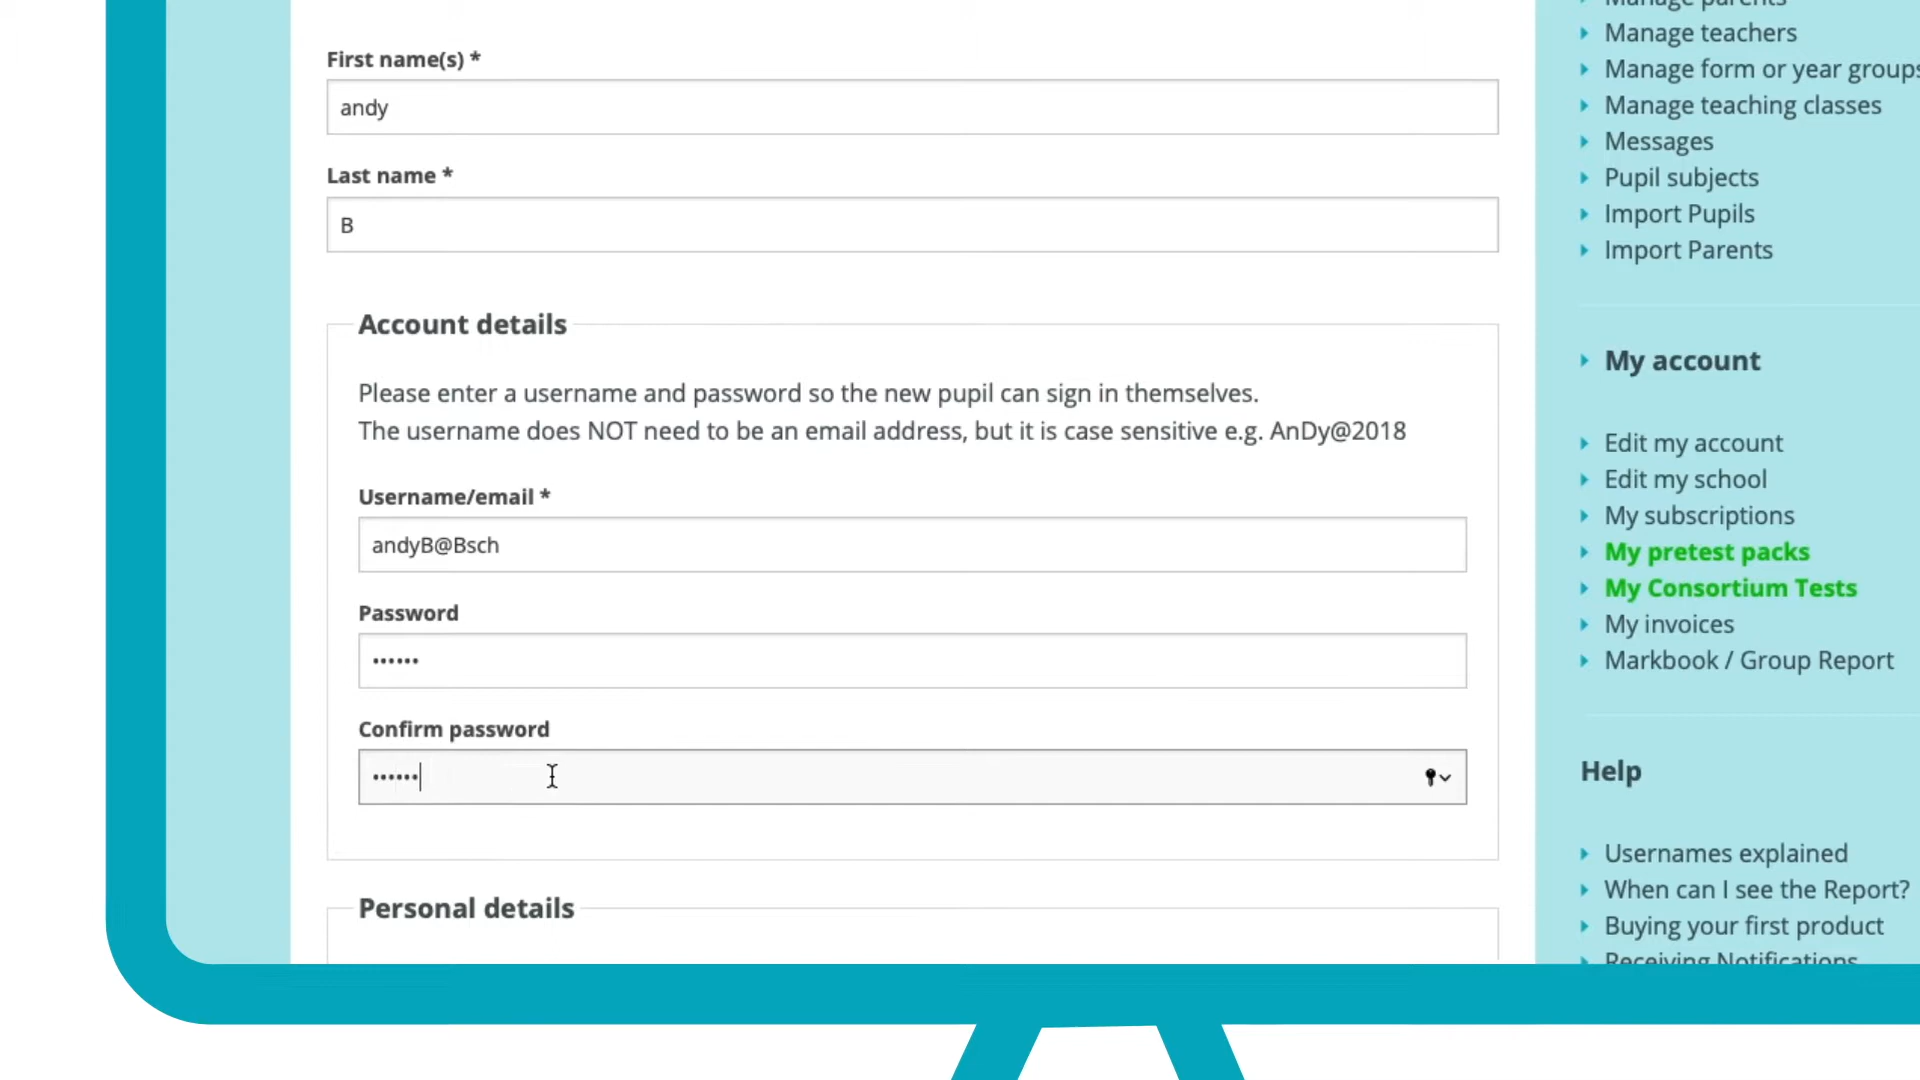 First name(s) *
andy
Last name *
B
Account details
Please enter a username and password so the new pupil can sign in themselves.
The username does NOT need to be an email address, but it is case sensitive e.g. AnDy@2018
Username/email *
andyB@Bsch
Password
••••••
Confirm password
••••••
Personal details
Manage parents
Manage teachers
Manage form or year groups
Manage teaching classes
Messages
Pupil subjects
Import Pupils
Import Parents
My account
Edit my account
Edit my school
My subscriptions
My pretest packs
My Consortium Tests
My invoices
Markbook / Group Report
Help
Usernames explained
When can I see the Report?
Buying your first product
Receiving Notifications